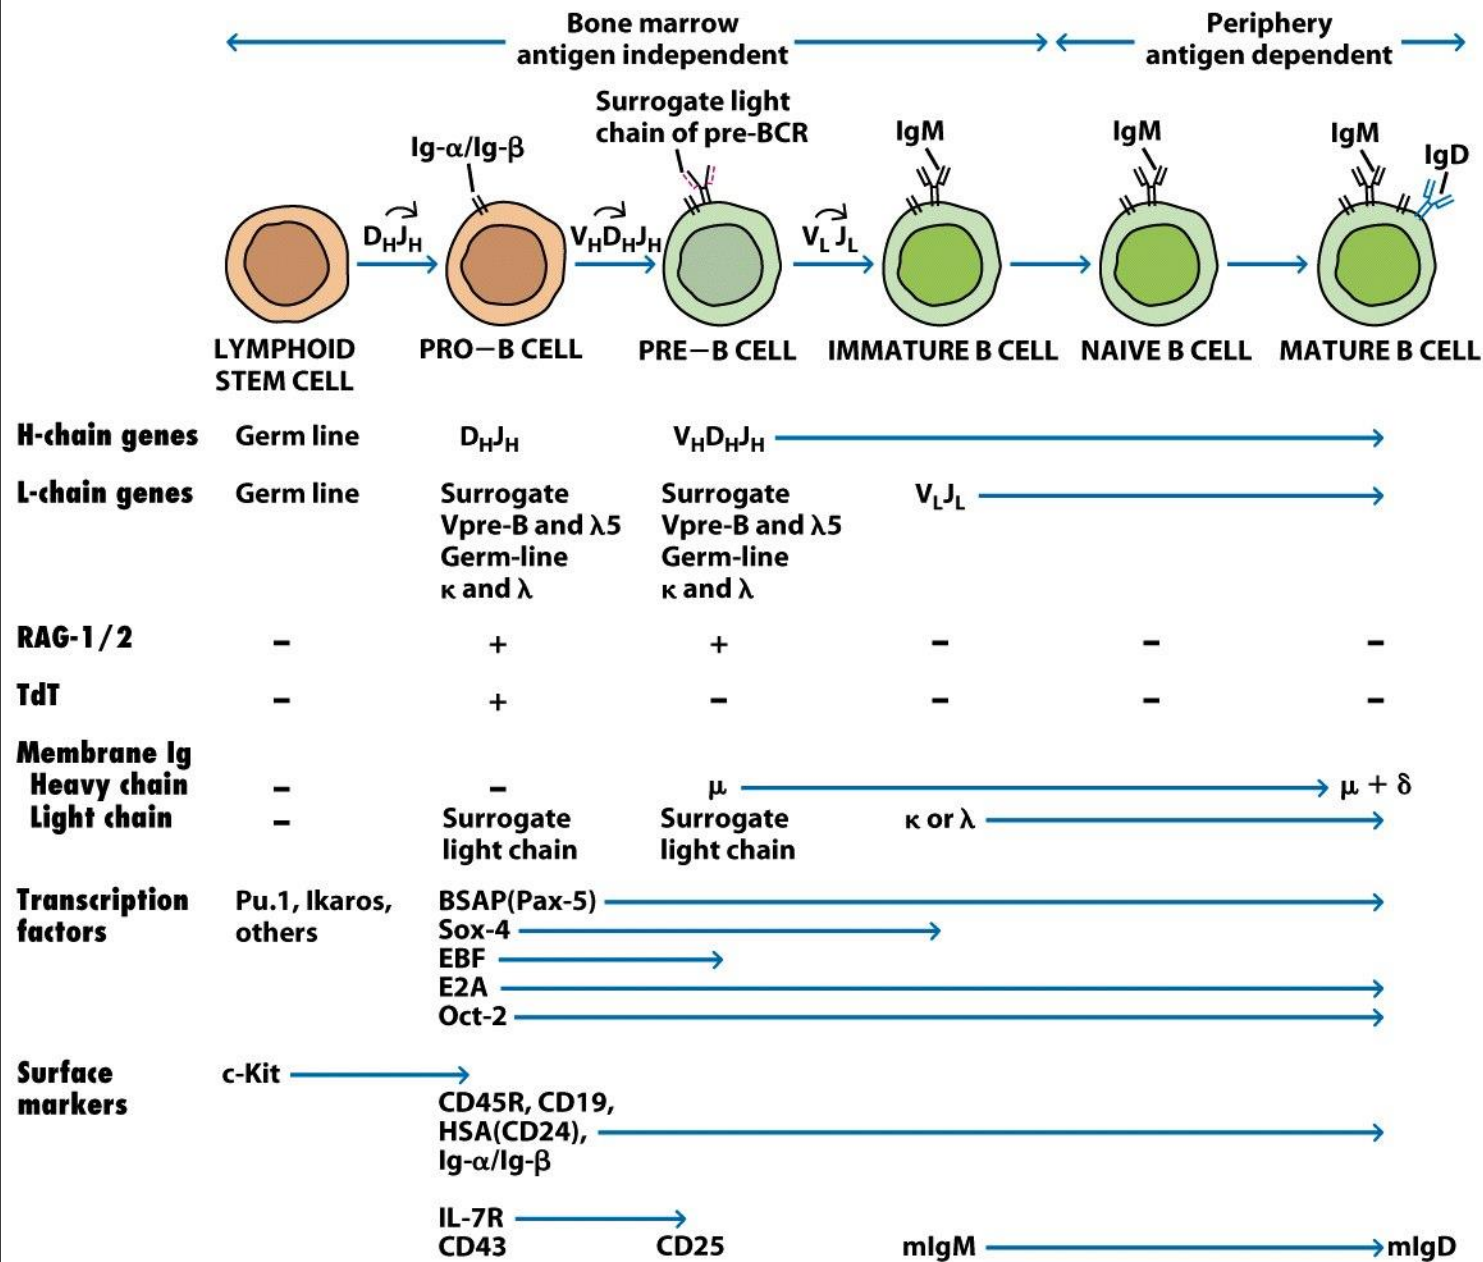 Bone marrow
antigen independent
Periphery
antigen dependent
Surrogate light
chain of pre-BCR
Ig-α/Ig-β
IgM
IgM
IgM
IgD
DHJH
VHDHJH
VL JL
LYMPHOID
STEM CELL
PRO–B CELL
PRE–B CELL
IMMATURE B CELL
NAIVE B CELL
MATURE B CELL
H-chain genes Germ line DHJH VHDHJH
L-chain genes Germ line Surrogate Surrogate VLJL
Vpre-B and λ5 Vpre-B and λ5
Germ-line Germ-line
κ and λ κ and λ
RAG-1/2 – + + – – –
TdT – + – – – –
Membrane Ig
Heavy chain – – μ μ + δ
Light chain – Surrogate Surrogate κ or λ
light chain light chain
Transcription Pu.1, Ikaros, BSAP(Pax-5)
factors others Sox-4
EBF
E2A
Oct-2
Surface c-Kit
markers CD45R, CD19,
HSA(CD24),
Ig-α/Ig-β
IL-7R
CD43 CD25 mIgM mIgD